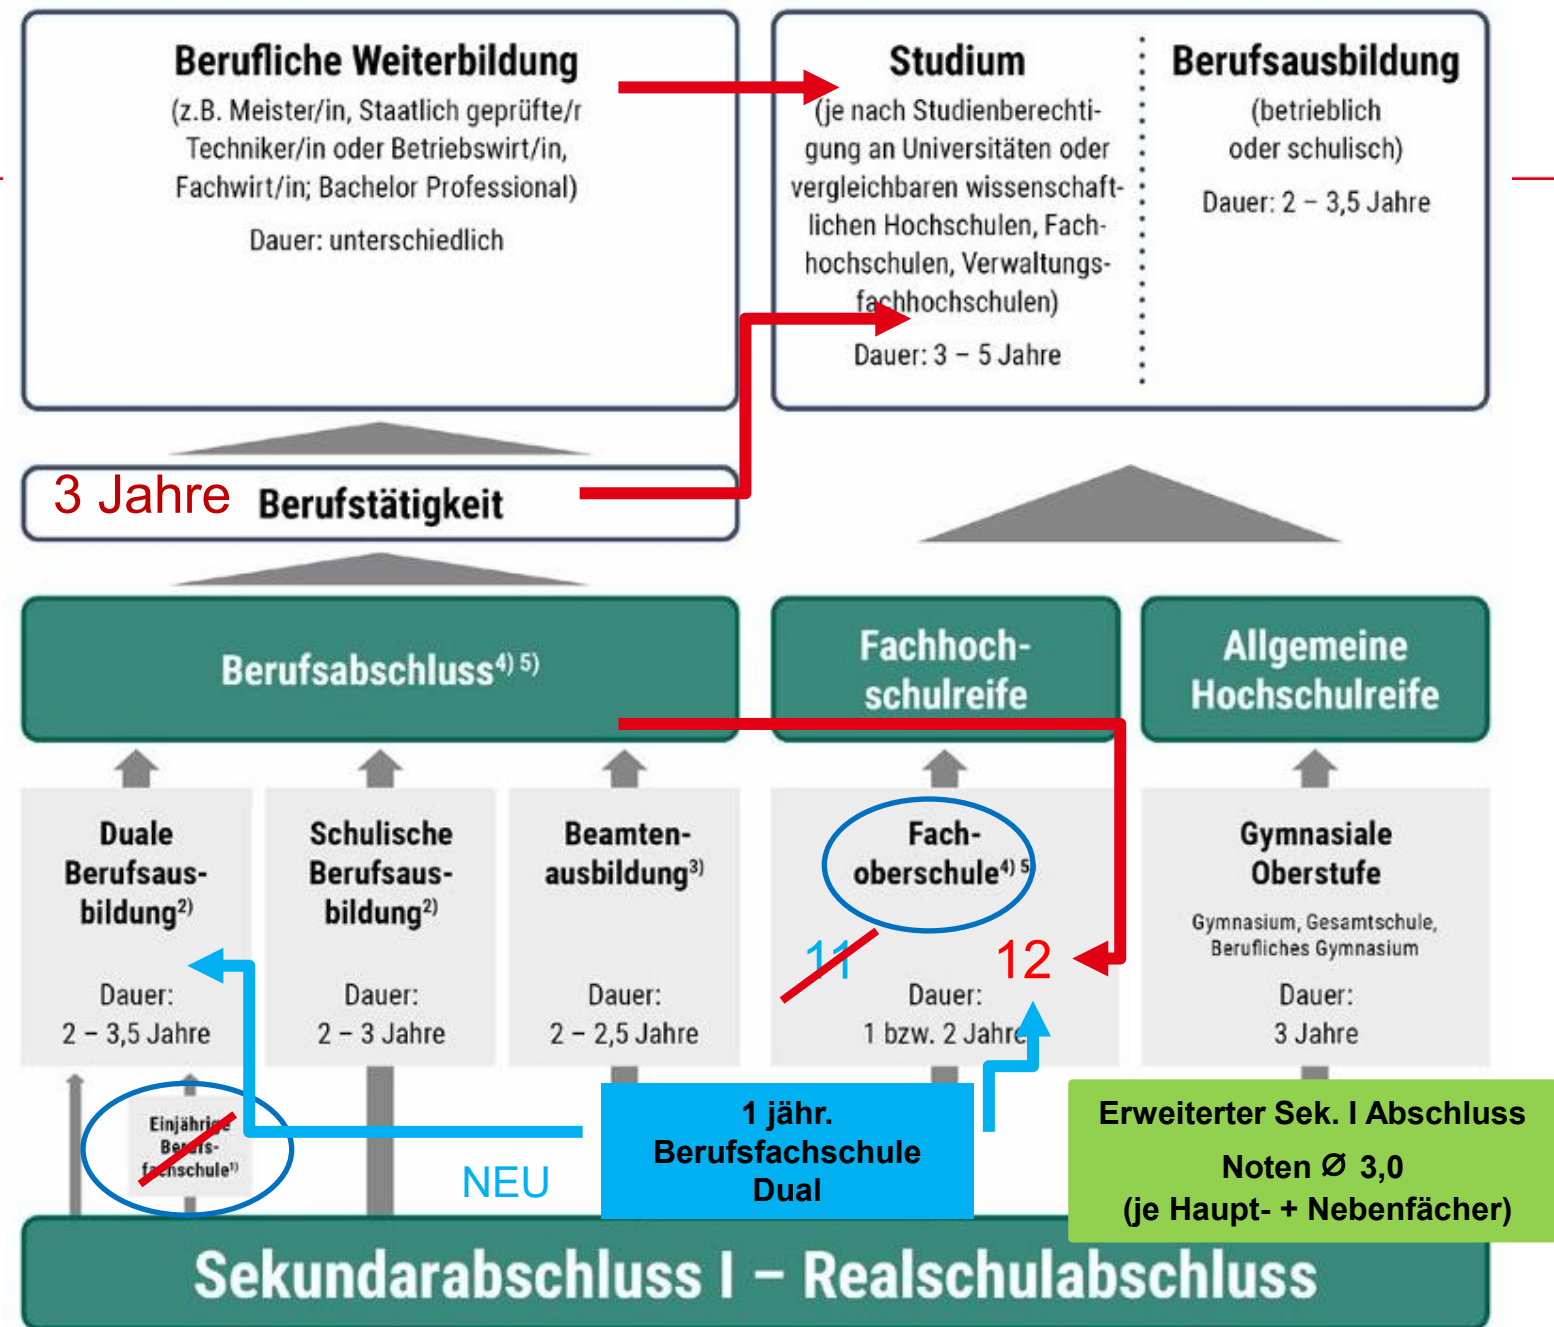 Berufliche Weiterbildung
(z.B. Meister/in, Staatlich geprüfte/r
Techniker/in oder Betriebswirt/in,
Fachwirt/in; Bachelor Professional)
Dauer: unterschiedlich
Studium
(je nach Studienberechti-
gung an Universitäten oder
vergleichbaren wissenschaft-
lichen Hochschulen, Fach-
hochschulen, Verwaltungs-
fachhochschulen)
Dauer: 3 – 5 Jahre
Berufsausbildung
(betrieblich
oder schulisch)
Dauer: 2 – 3,5 Jahre
3 Jahre Berufstätigkeit
Berufsabschluss4) 5)
Fachhoch-
schulreife
Allgemeine
Hochschulreife
Duale
Berufsaus-
bildung2)
Dauer:
2 – 3,5 Jahre
Schulische
Berufsaus-
bildung2)
Dauer:
2 – 3 Jahre
Beamten-
ausbildung3)
Dauer:
2 – 2,5 Jahre
Fach-
oberschule4) 5
11 12
Dauer:
1 bzw. 2 Jahre
Gymnasiale
Oberstufe
Gymnasium, Gesamtschule,
Berufliches Gymnasium
Dauer:
3 Jahre
Einjährige
Berufs-
fachschule1)
NEU
1 jähr.
Berufsfachschule
Dual
Erweiterter Sek. I Abschluss
Noten Ø 3,0
(je Haupt- + Nebenfächer)
Sekundarabschluss I – Realschulabschluss